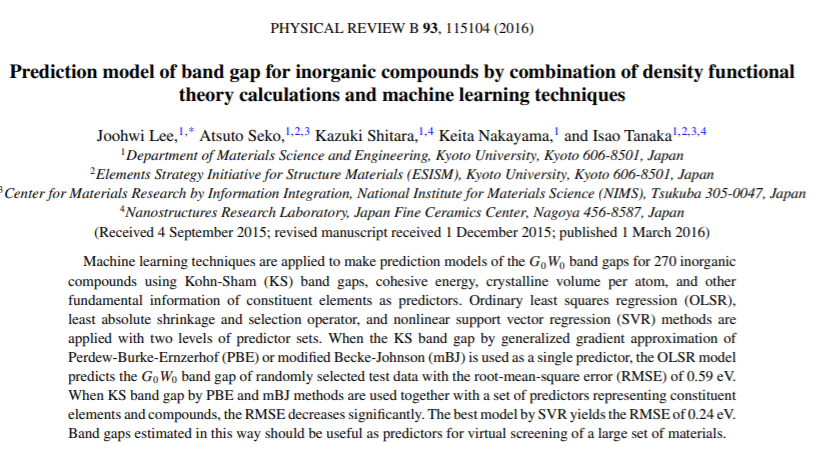 PHYSICAL REVIEW B 93, 115104 (2016)
Prediction model of band gap for inorganic compounds by combination of density functional
theory calculations and machine learning techniques
Joohwi Lee,1,* Atsuto Seko,1,2,3 Kazuki Shitara,1,4 Keita Nakayama,1 and Isao Tanaka1,2,3,4
1Department of Materials Science and Engineering, Kyoto University, Kyoto 606-8501, Japan
2Elements Strategy Initiative for Structure Materials (ESISM), Kyoto University, Kyoto 606-8501, Japan
3Center for Materials Research by Information Integration, National Institute for Materials Science (NIMS), Tsukuba 305-0047, Japan
4Nanostructures Research Laboratory, Japan Fine Ceramics Center, Nagoya 456-8587, Japan
(Received 4 September 2015; revised manuscript received 1 December 2015; published 1 March 2016)
Machine learning techniques are applied to make prediction models of the G0W0 band gaps for 270 inorganic
compounds using Kohn-Sham (KS) band gaps, cohesive energy, crystalline volume per atom, and other
fundamental information of constituent elements as predictors. Ordinary least squares regression (OLSR),
least absolute shrinkage and selection operator, and nonlinear support vector regression (SVR) methods are
applied with two levels of predictor sets. When the KS band gap by generalized gradient approximation of
Perdew-Burke-Ernzerhof (PBE) or modified Becke-Johnson (mBJ) is used as a single predictor, the OLSR model
predicts the G0W0 band gap of randomly selected test data with the root-mean-square error (RMSE) of 0.59 eV.
When KS band gap by PBE and mBJ methods are used together with a set of predictors representing constituent
elements and compounds, the RMSE decreases significantly. The best model by SVR yields the RMSE of 0.24 eV.
Band gaps estimated in this way should be useful as predictors for virtual screening of a large set of materials.